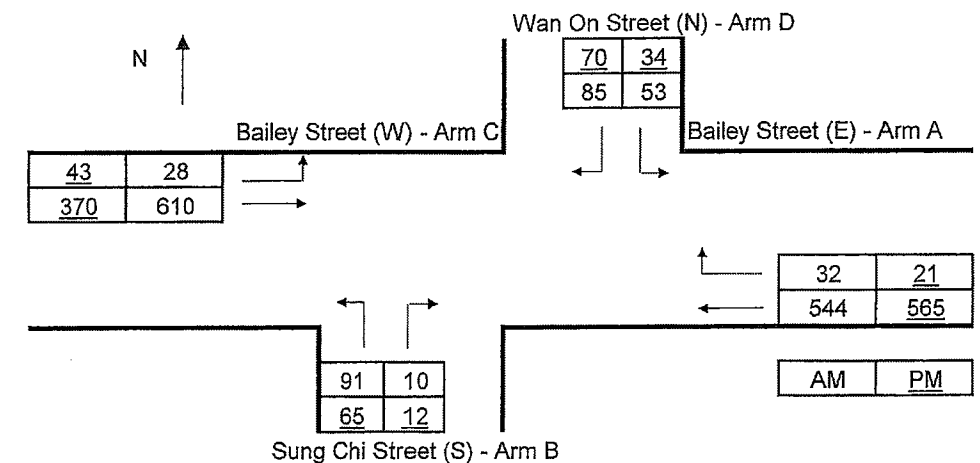 Wan On Street (N) - Arm D
N
70 34
85 53
Bailey Street (W) - Arm C
Bailey Street (E) - Arm A
43 28
370 610
32 21
544 565
91 10
65 12
AM PM
Sung Chi Street (S) - Arm B